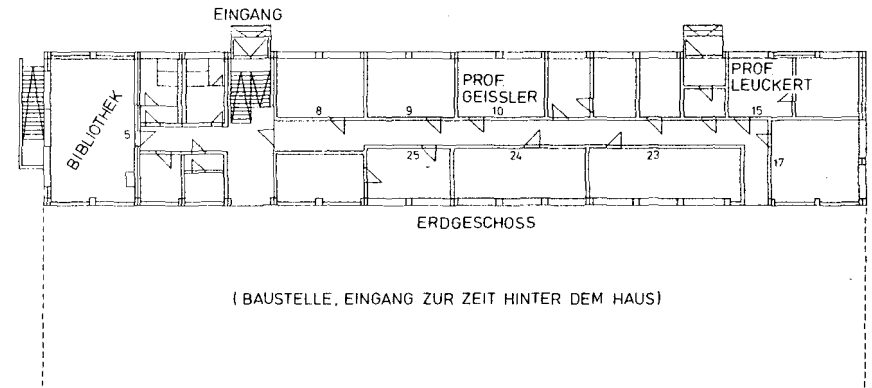 EINGANG
BIBLIOTHEK
5
8
9
PROF
GEISSLER
10
PROF
LEUCKERT
15
25
24
23
17
ERDGESCHOSS
(BAUSTELLE, EINGANG ZUR ZEIT HINTER DEM HAUS)